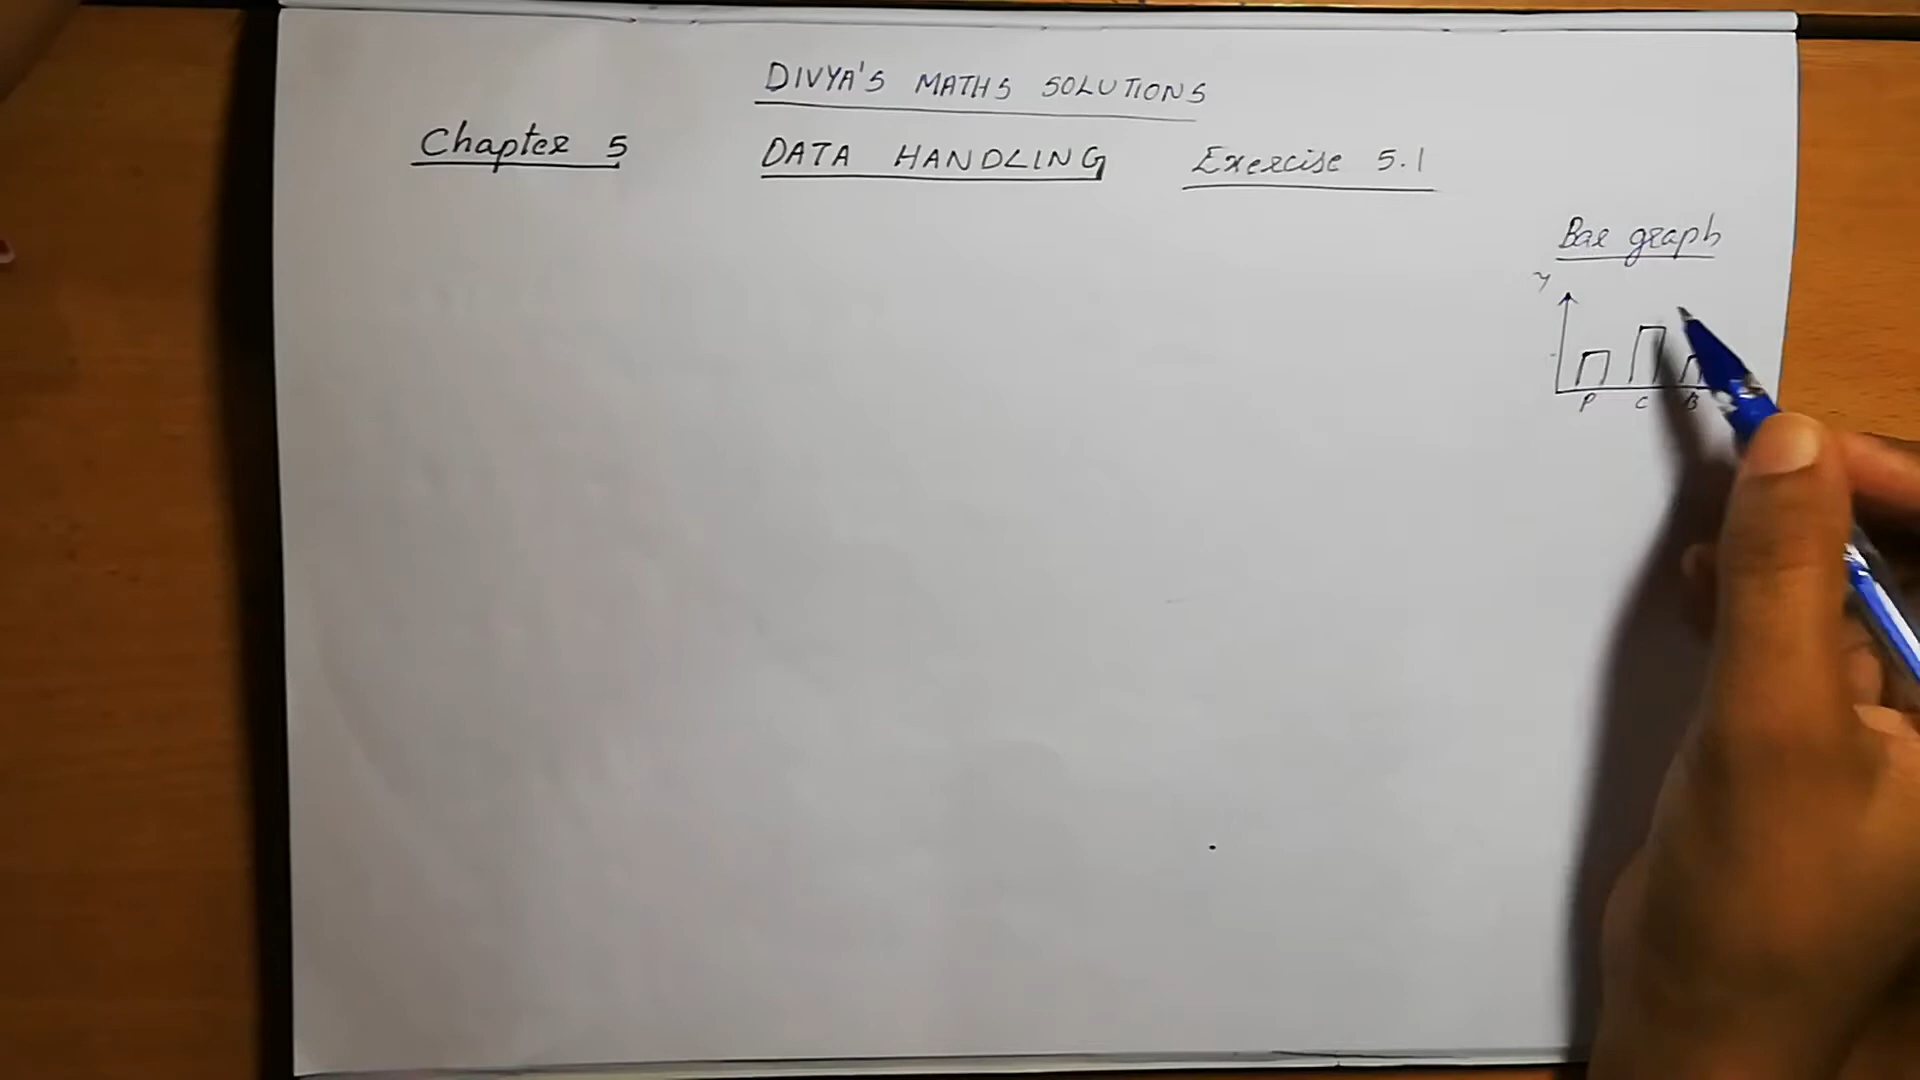 DIVYA'S MATHS SOLUTIONS
Chapter 5 DATA HANDLING Exercise 5.1
Bar graph
y
P C B